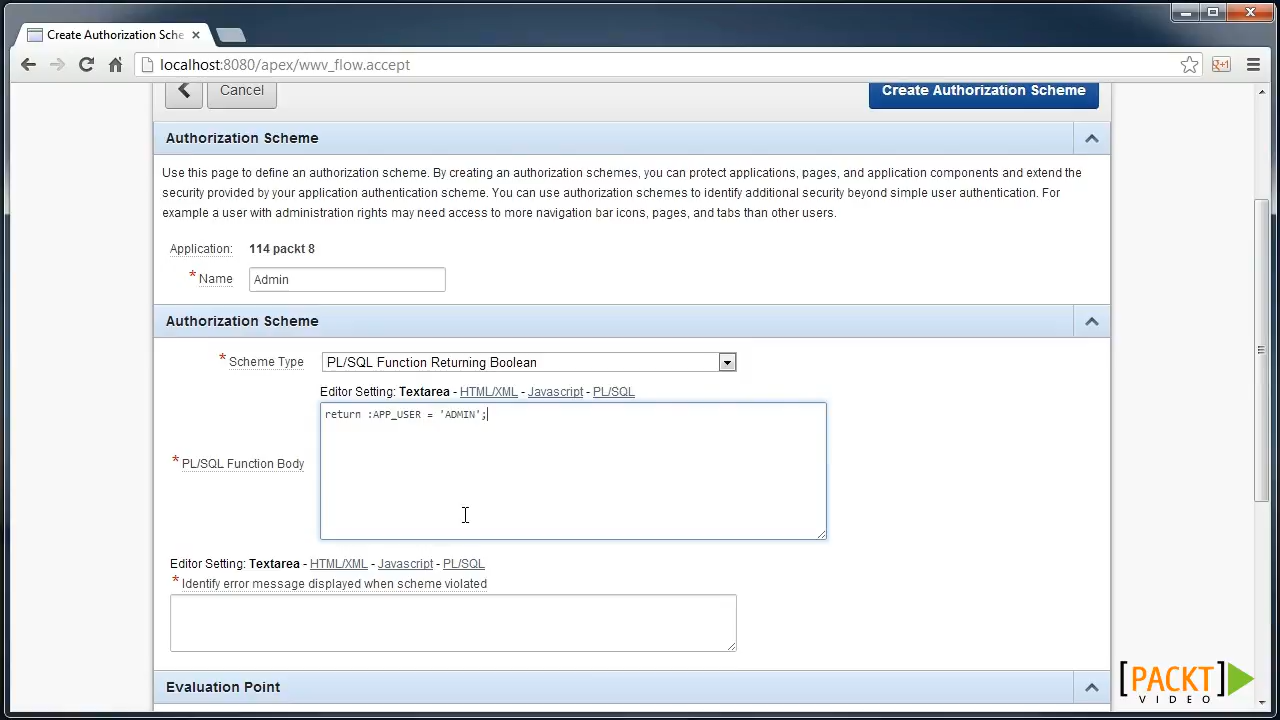 Create Authorization Sche
localhost:8080/apex/wwv_flow.accept
Cancel
Create Authorization Scheme
Authorization Scheme
Use this page to define an authorization scheme. By creating an authorization schemes, you can protect applications, pages, and application components and extend the
security provided by your application authentication scheme. You can use authorization schemes to identify additional security beyond simple user authentication. For
example a user with administration rights may need access to more navigation bar icons, pages, and tabs than other users.
Application: 114 packt 8
* Name Admin
Authorization Scheme
* Scheme Type PL/SQL Function Returning Boolean
Editor Setting: Textarea - HTML/XML - Javascript - PL/SQL
return :APP_USER = 'ADMIN';
* PL/SQL Function Body
Editor Setting: Textarea - HTML/XML - Javascript - PL/SQL
* Identify error message displayed when scheme violated
Evaluation Point
[PACKT]
VIDEO